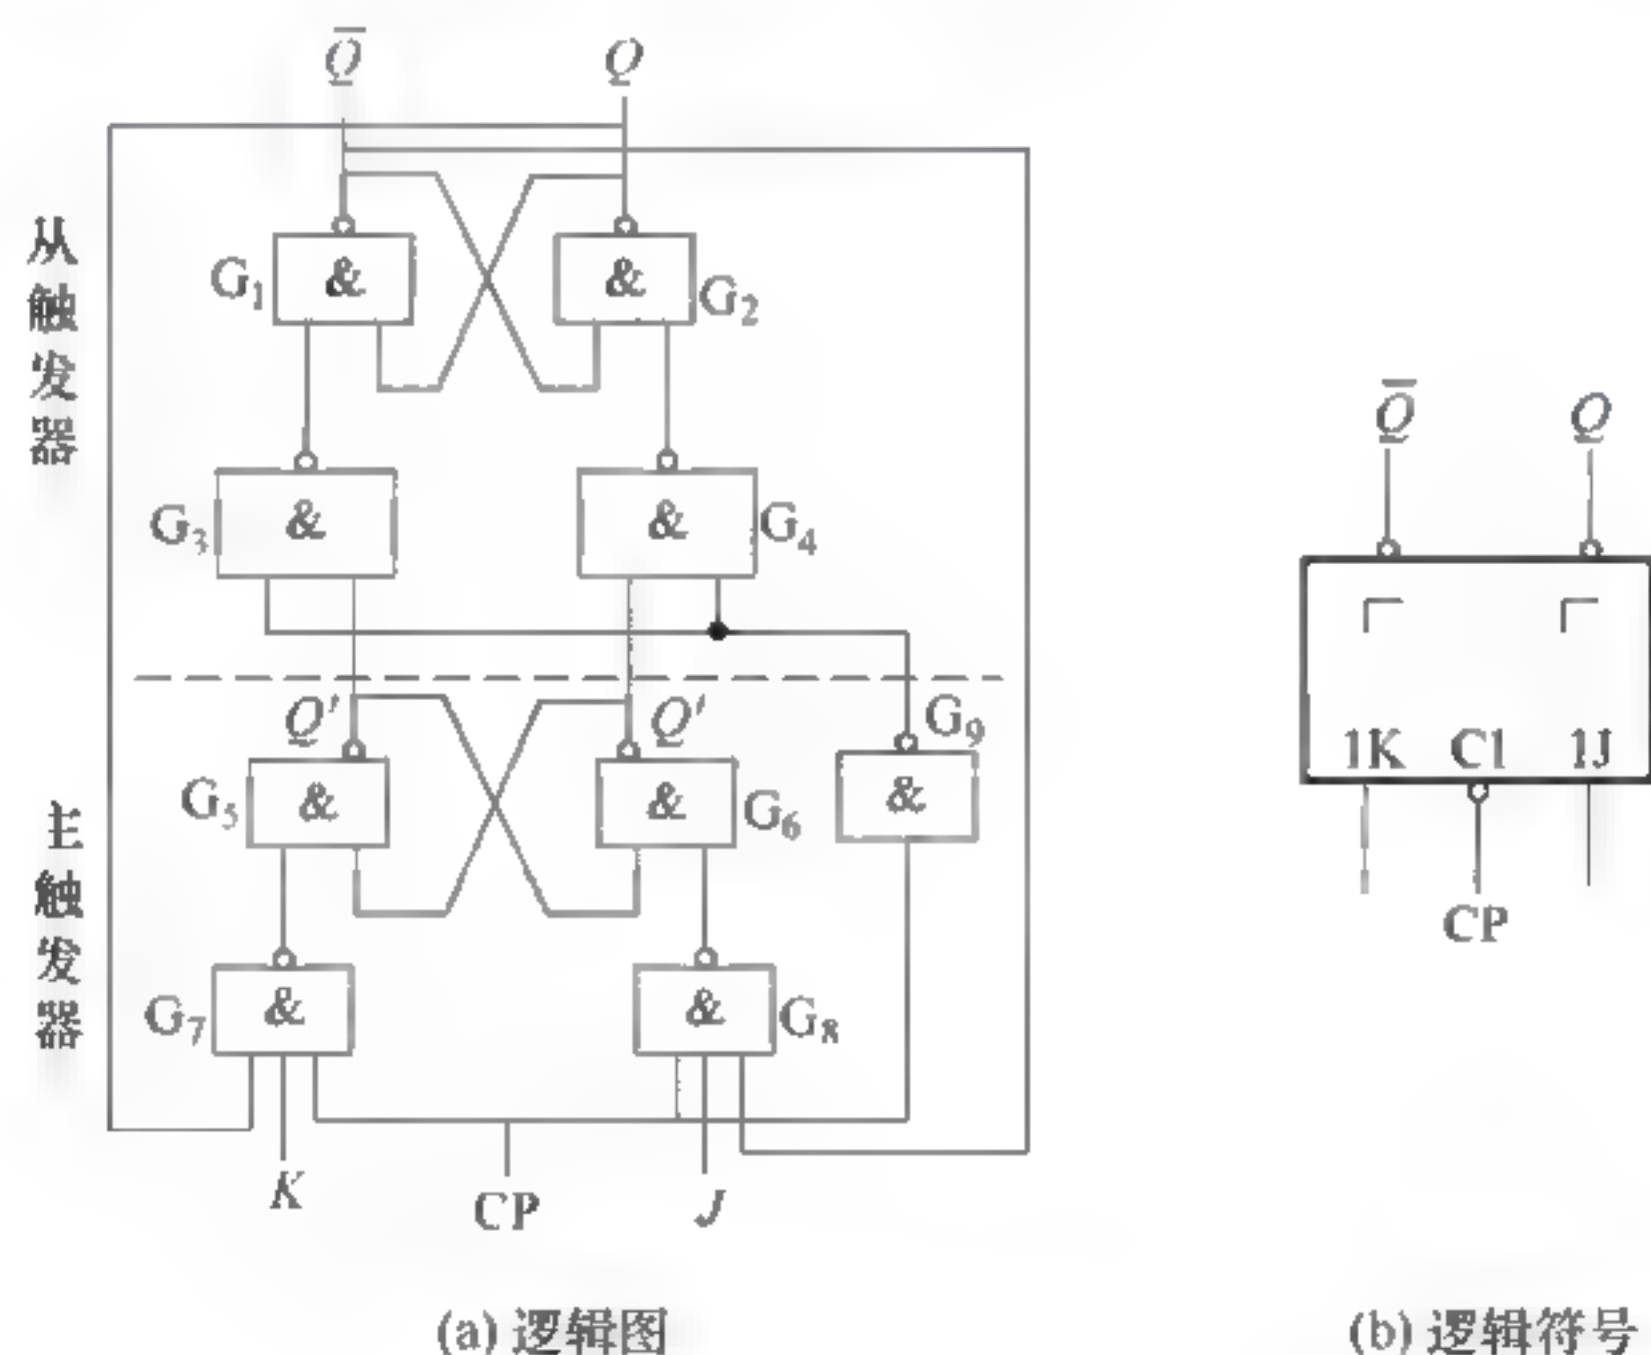 Q̅ Q
从触发器
G₁ & & G₂
G₃ & & G₄
Q' Q' G₉
主触发器
G₅ & & G₆ &
G₇ & & G₈
K CP J
(a) 逻辑图
Q̅ Q
1K C1 1J
CP
(b) 逻辑符号